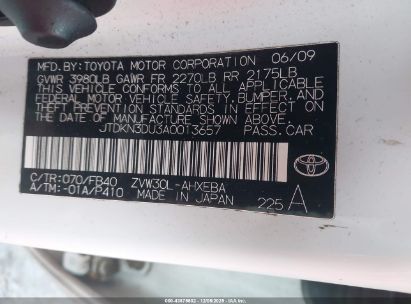 MFD.BY: TOYOTA MOTOR CORPORATION 06/09
GVWR 3980LB GAWR FR 2270LB RR 2175LB
THIS VEHICLE CONFORMS TO ALL APPLICABLE
FEDERAL MOTOR VEHICLE SAFETY, BUMPER, AND
THEFT PREVENTION STANDARDS IN EFFECT ON
THE DATE OF MANUFACTURE SHOWN ABOVE.
JTDKN3DU3A0013657 PASS.CAR
C/TR:070/FB40 ZVW30L-AHXEBA
A/TM:-01A/P410 MADE IN JAPAN 225 A